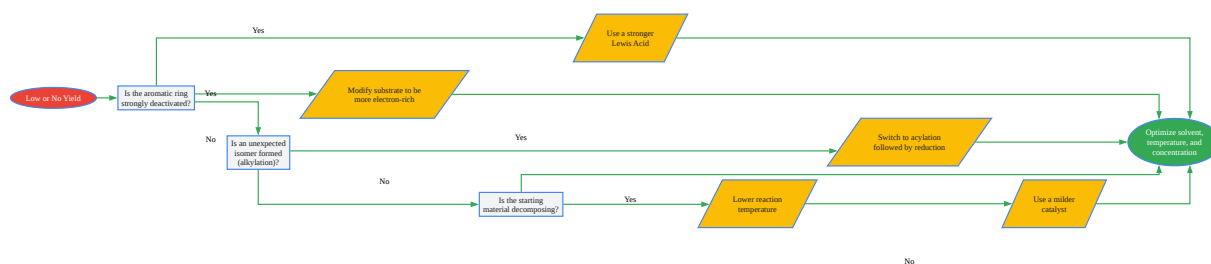 Yes
Use a stronger
Lewis Acid
Low or No Yield
Is the aromatic ring
strongly deactivated?
Yes
Modify substrate to be
more electron-rich
No
Is an unexpected
isomer formed
(alkylation)?
Yes
Switch to acylation
followed by reduction
Optimize solvent,
temperature, and
concentration
No
Is the starting
material decomposing?
Yes
Lower reaction
temperature
Use a milder
catalyst
No